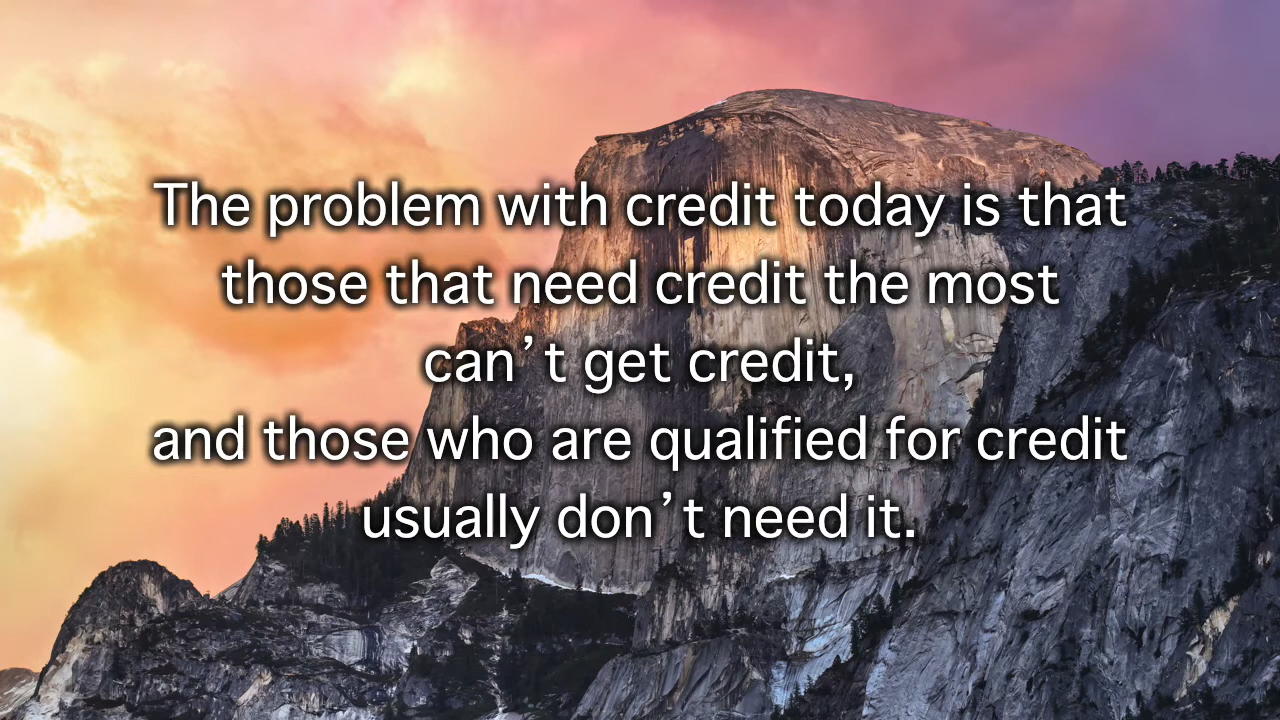 The problem with credit today is that
those that need credit the most
can’t get credit,
and those who are qualified for credit
usually don’t need it.